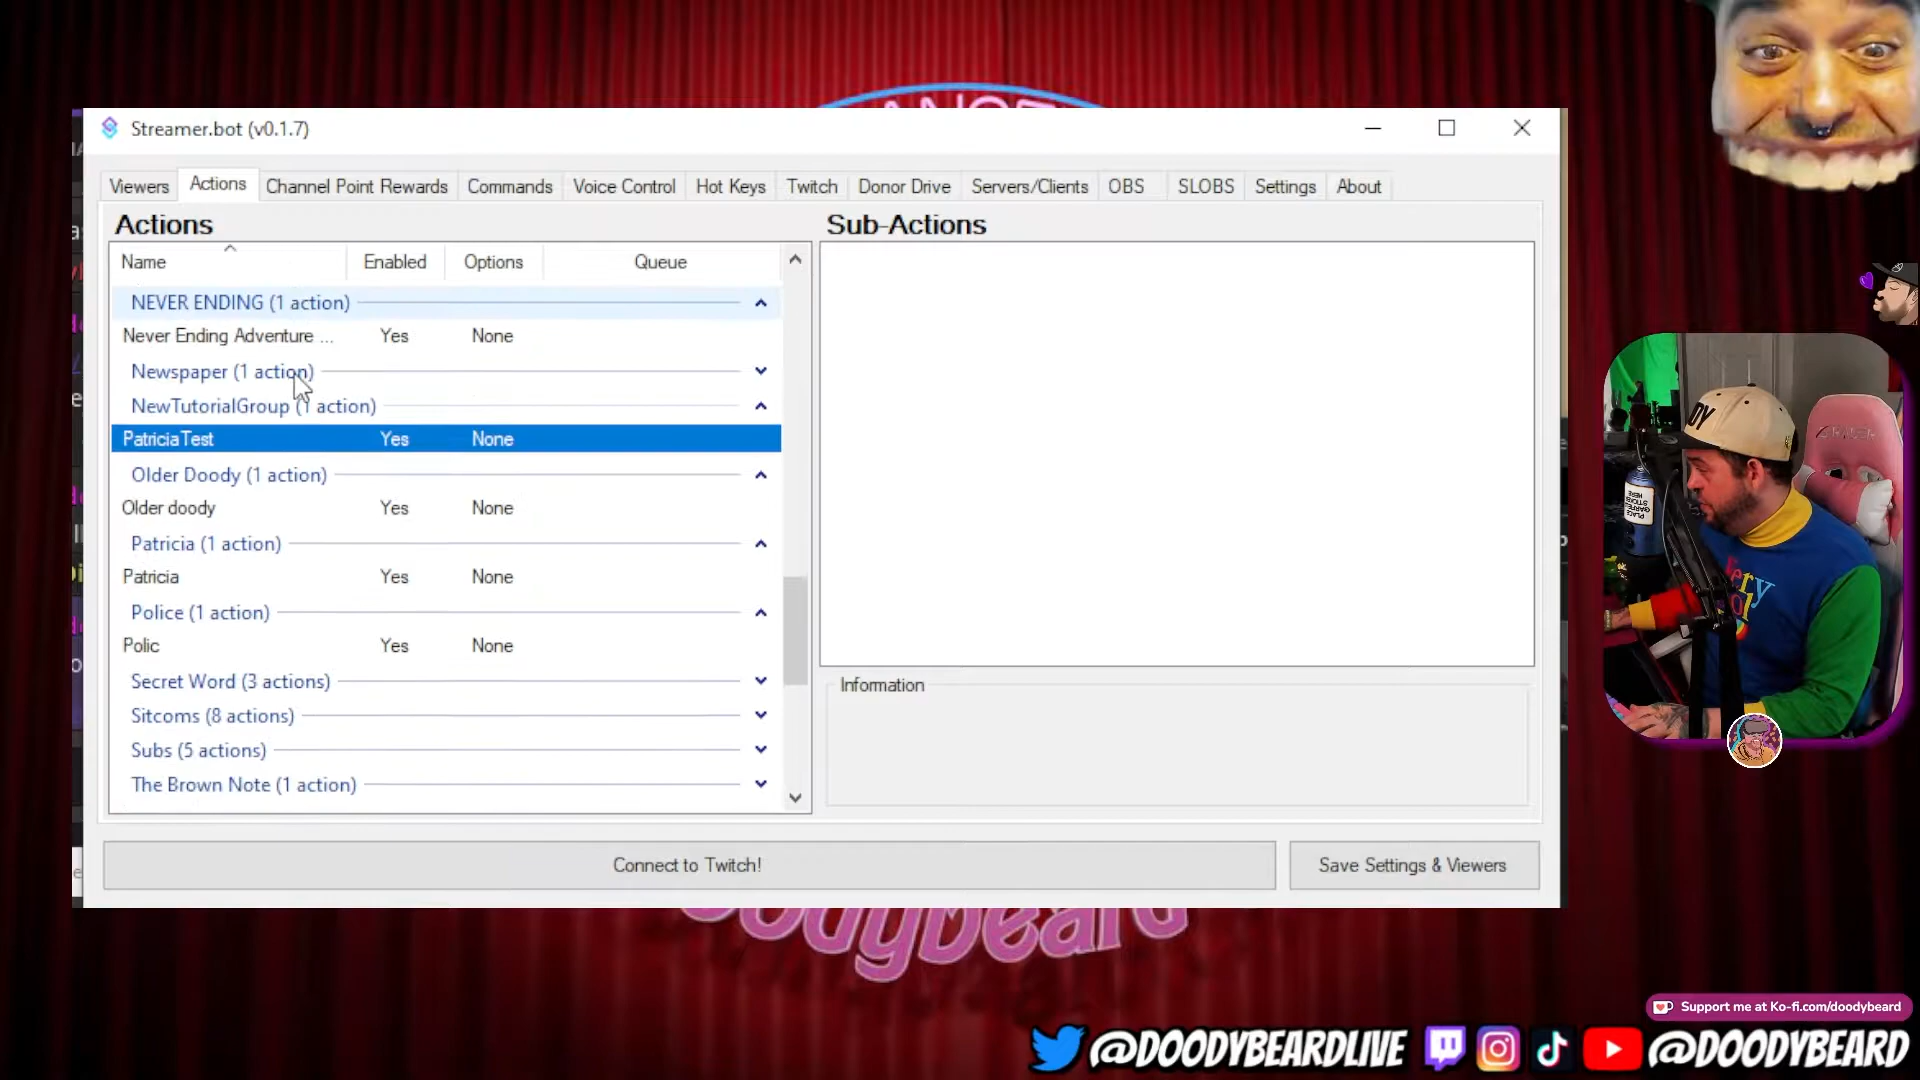 Streamer.bot (v0.1.7)
Viewers Actions Channel Point Rewards Commands Voice Control Hot Keys Twitch Donor Drive Servers/Clients OBS SLOBS Settings About
Actions
Sub-Actions
Name Enabled Options Queue
NEVER ENDING (1 action)
Never Ending Adventure ... Yes None
Newspaper (1 action)
NewTutorialGroup (1 action)
PatriciaTest Yes None
Older Doody (1 action)
Older doody Yes None
Patricia (1 action)
Patricia Yes None
Police (1 action)
Polic Yes None
Secret Word (3 actions)
Sitcoms (8 actions)
Subs (5 actions)
The Brown Note (1 action)
Information
Connect to Twitch!
Save Settings & Viewers
Doodybeard
Support me at Ko-fi.com/doodybeard
@DOODYBEARDLIVE
@DOODYBEARD